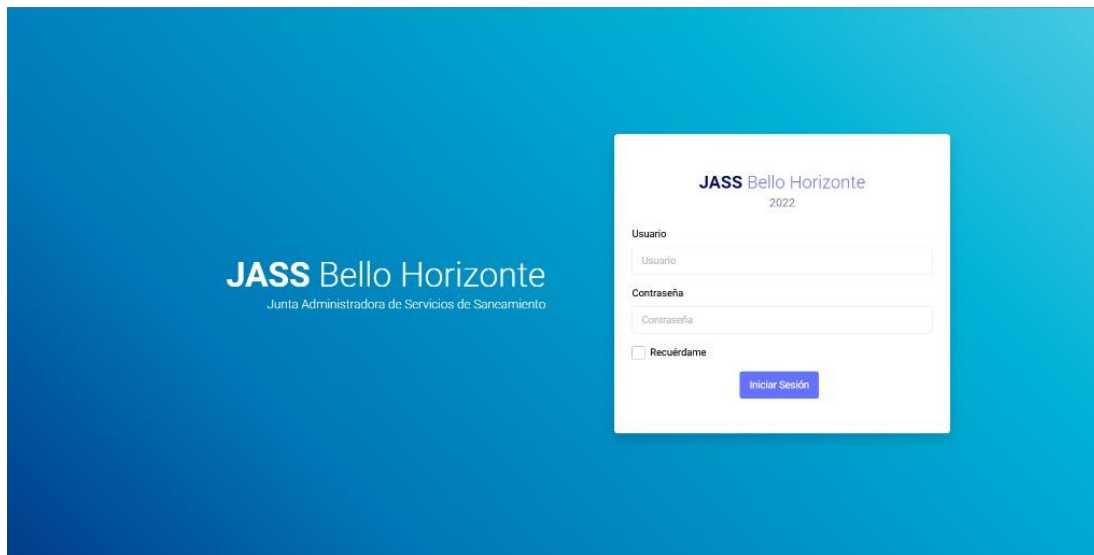 JASS Bello Horizonte
Junta Administradora de Servicios de Saneamiento
JASS Bello Horizonte
2022
Usuario
Usuario
Contraseña
Contraseña
Recuérdame
Iniciar Sesión